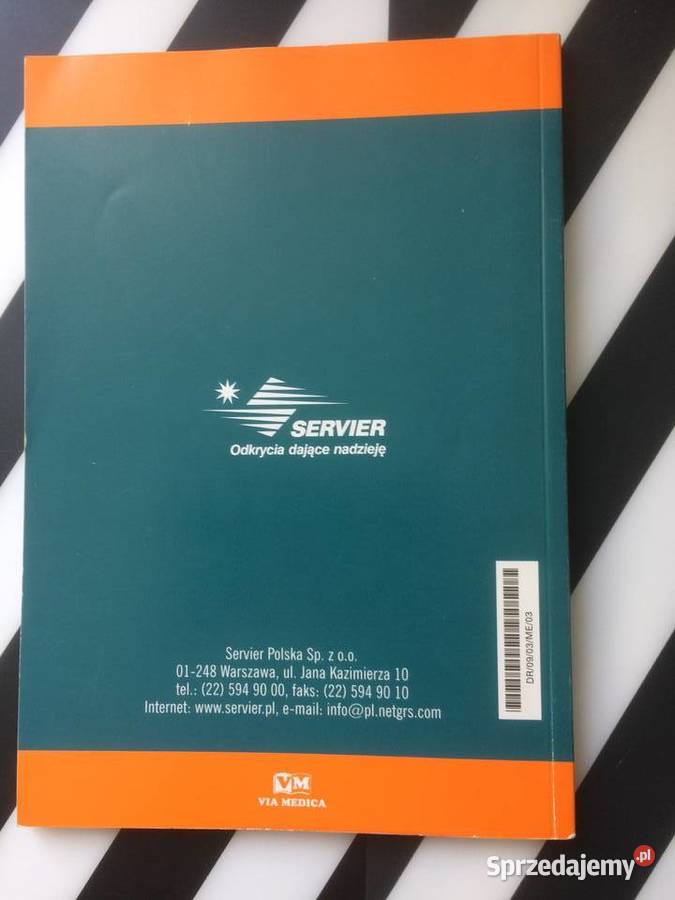 SERVIER
Odkrycia dające nadzieję
DR/09/03/ME/03
Servier Polska Sp. z o.o.
01-248 Warszawa, ul. Jana Kazimierza 10
tel.: (22) 594 90 00, faks: (22) 594 90 10
Internet: www.servier.pl, e-mail: info@pl.netgrs.com
VM
VIA MEDICA
Sprzedajemy.pl